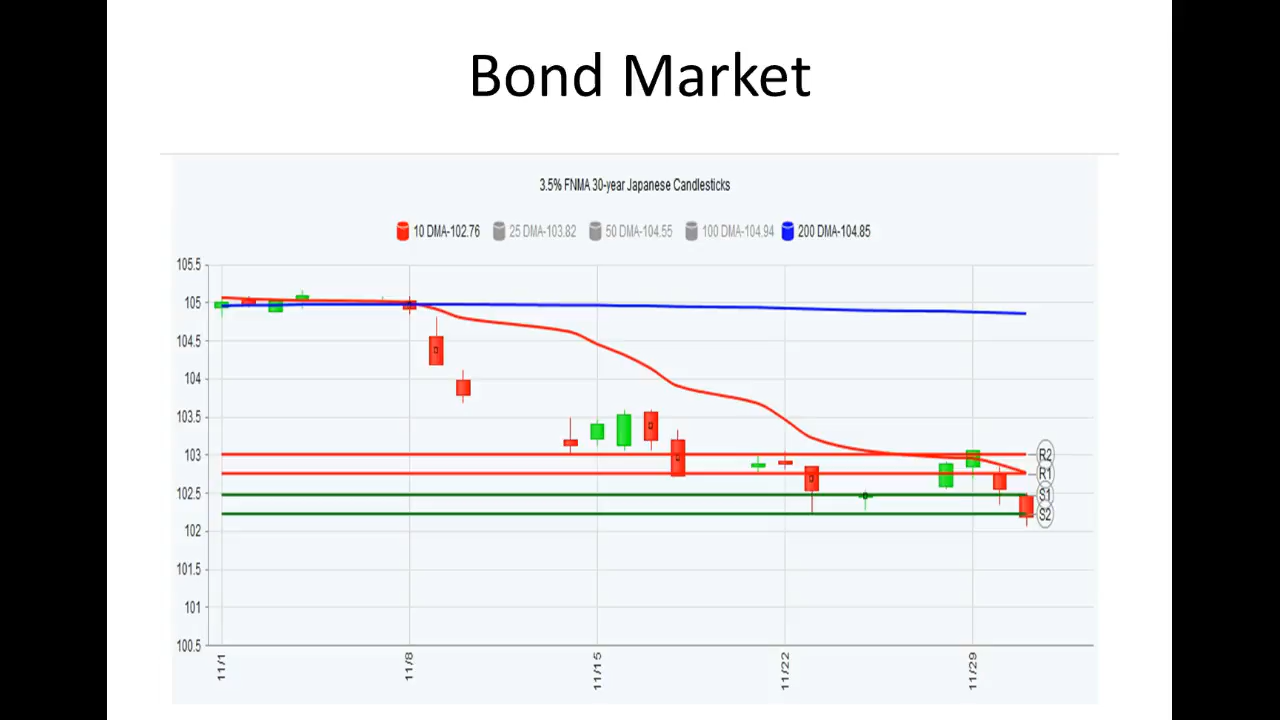 Bond Market
3.5% FNMA 30-year Japanese Candlesticks
10 DMA-102.76 25 DMA-103.82 50 DMA-104.55 100 DMA-104.94 200 DMA-104.85
105.5
105
104.5
104
103.5
103
102.5
102
101.5
101
100.5
R2
R1
S1
S2
11/1 11/8 11/15 11/22 11/29